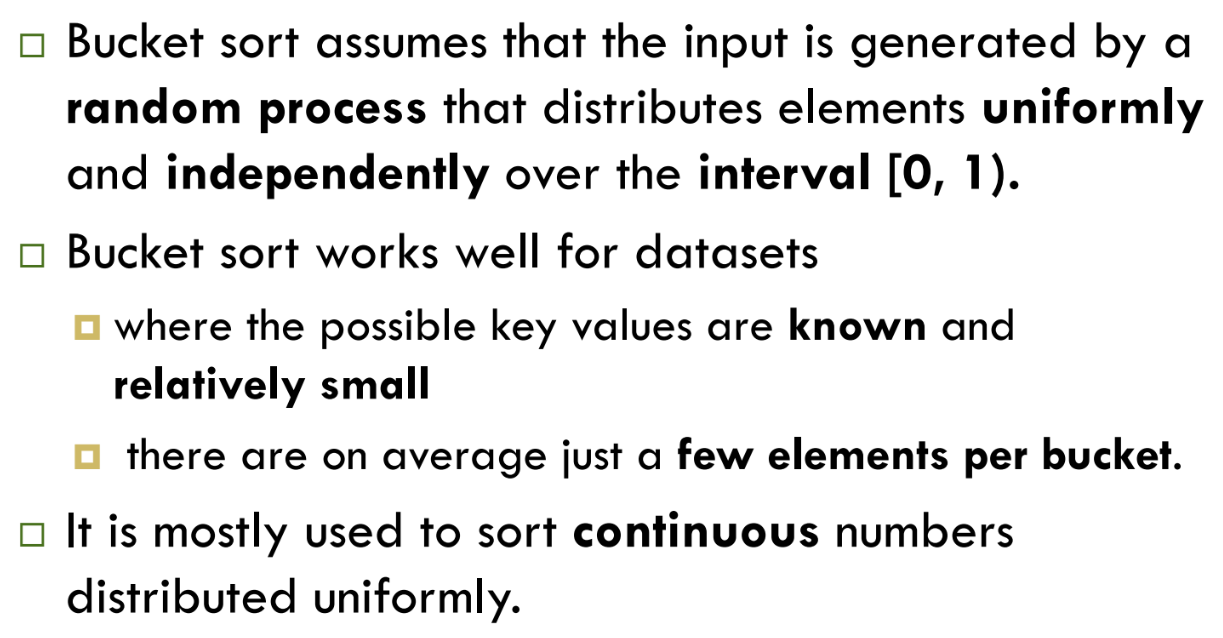 Bucket sort assumes that the input is generated by a
random process that distributes elements uniformly
and independently over the interval [0, 1).
Bucket sort works well for datasets
where the possible key values are known and
relatively small
there are on average just a few elements per bucket.
It is mostly used to sort continuous numbers
distributed uniformly.